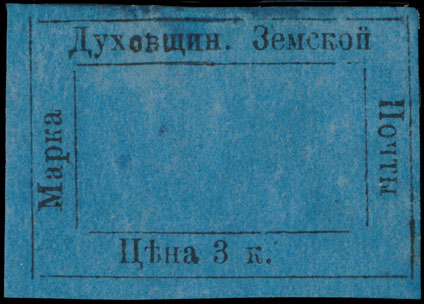 Духовщин. Земской
Марка
Почты
Цѣна 3 к.